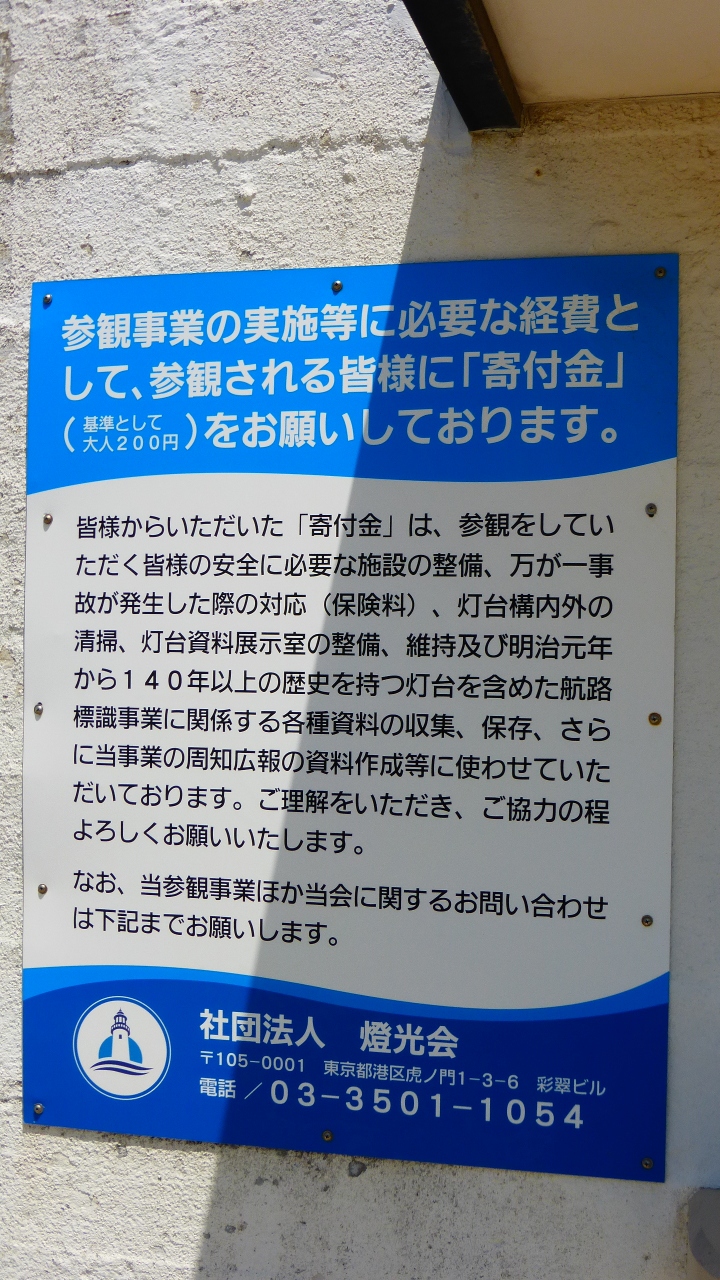 参観事業の実施等に必要な経費と
して、参観される皆様に「寄付金」
(基準として大人200円)をお願いしております。
皆様からいただいた「寄付金」は、参観をしてい
ただく皆様の安全に必要な施設の整備、万が一事
故が発生した際の対応（保険料）、灯台構内外の
清掃、灯台資料展示室の整備、維持及び明治元年
から140年以上の歴史を持つ灯台を含めた航路
標識事業に関係する各種資料の収集、保存、さら
に当事業の周知広報の資料作成等に使わせていた
だいております。ご理解をいただき、ご協力の程
よろしくお願いいたします。
なお、当参観事業ほか当会に関するお問い合わせ
は下記までお願いします。
社団法人　燈光会
〒105-0001　東京都港区虎ノ門1-3-6　彩翠ビル
電話／03-3501-1054